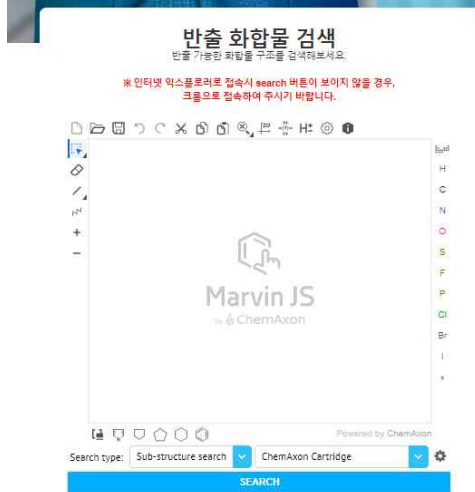 반출 화합물 검색
반출 가능한 화합물 구조를 검색해보세요.
※ 인터넷 익스플로러로 접속시 search 버튼이 보이지 않을 경우,
크롬으로 접속하여 주시기 바랍니다.
H±
H
C
N
O
S
F
P
Cl
Br
I
*
Marvin JS
by ChemAxon
Powered by ChemAxon
Search type: Sub-structure search ChemAxon Cartridge
SEARCH